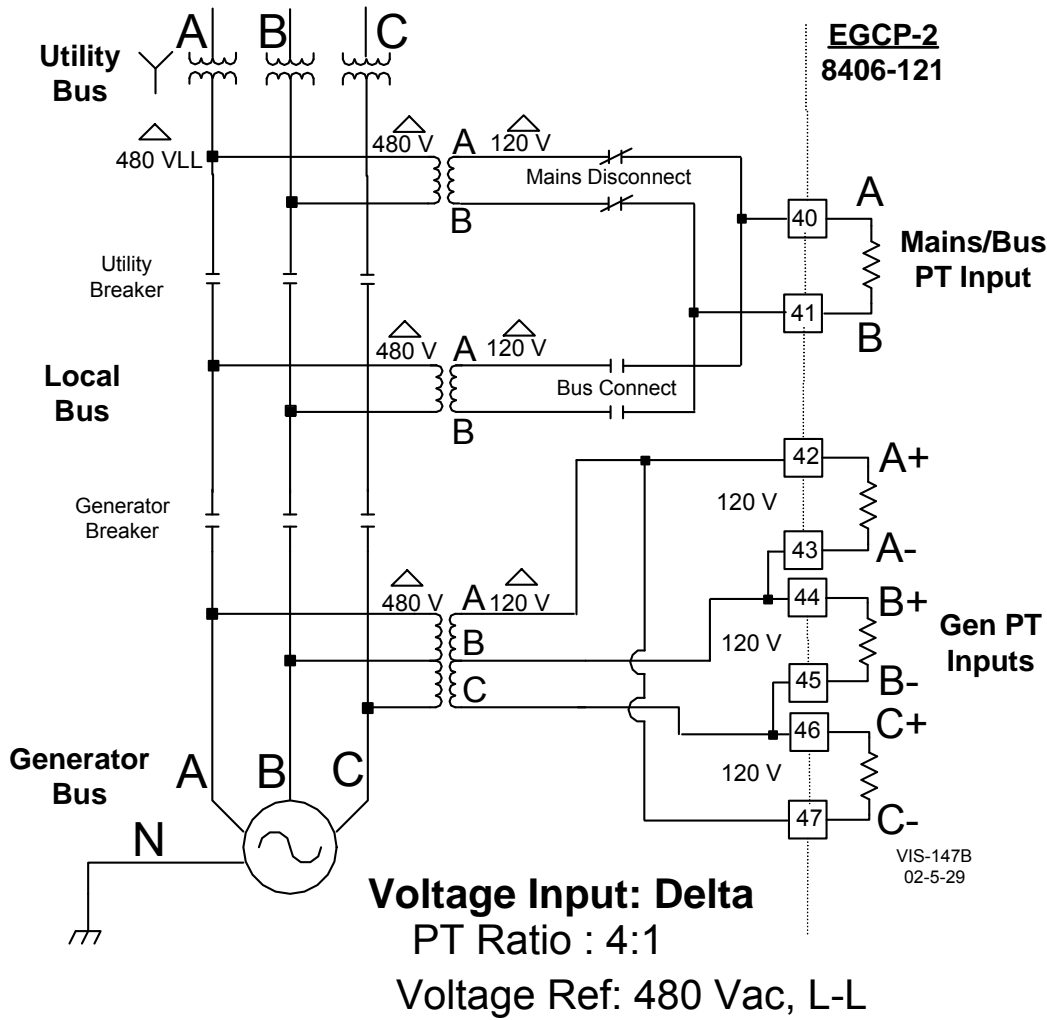 A B C
Utility
Bus
480 VLL
480 V
A
120 V
Mains Disconnect
B
Utility
Breaker
480 V
A
120 V
Bus Connect
B
Local
Bus
Generator
Breaker
480 V
A
120 V
B
C
Generator
Bus
A B C
N
EGCP-2
8406-121
40
A
Mains/Bus
PT Input
41
B
42
A+
120 V
43
A-
44
B+
120 V
Gen PT
Inputs
45
B-
46
C+
120 V
47
C-
VIS-147B
02-5-29
Voltage Input: Delta
PT Ratio : 4:1
Voltage Ref: 480 Vac, L-L